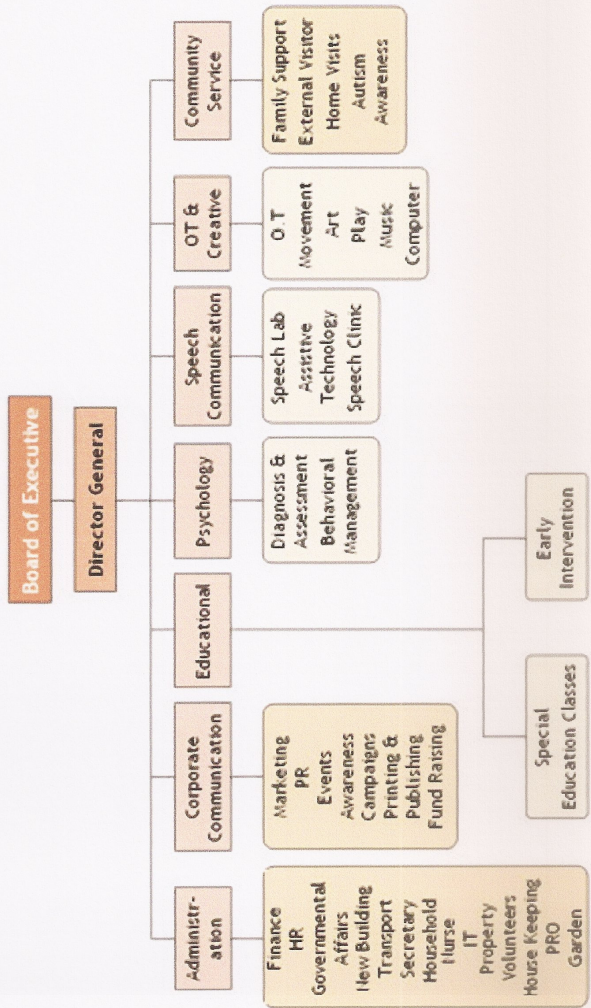 Board of Executive
Director General
Administr-
ation
Finance
HR
Governmental
Affairs
New Building
Transport
Secretary
Household
Nurse
IT
Property
Volunteers
House Keeping
PRO
Garden
Corporate
Communication
Marketing
PR
Events
Awareness
Campaigns
Printing &
Publishing
Fund Raising
Educational
Special
Education Classes
Early
Intervention
Psychology
Diagnosis &
Assessment
Behavioral
Management
Speech
Communication
Speech Lab
Assistive
Technology
Speech Clinic
OT &
Creative
O.T
Movement
Art
Play
Music
Computer
Community
Service
Family Support
External Visitor
Home Visits
Autism
Awareness